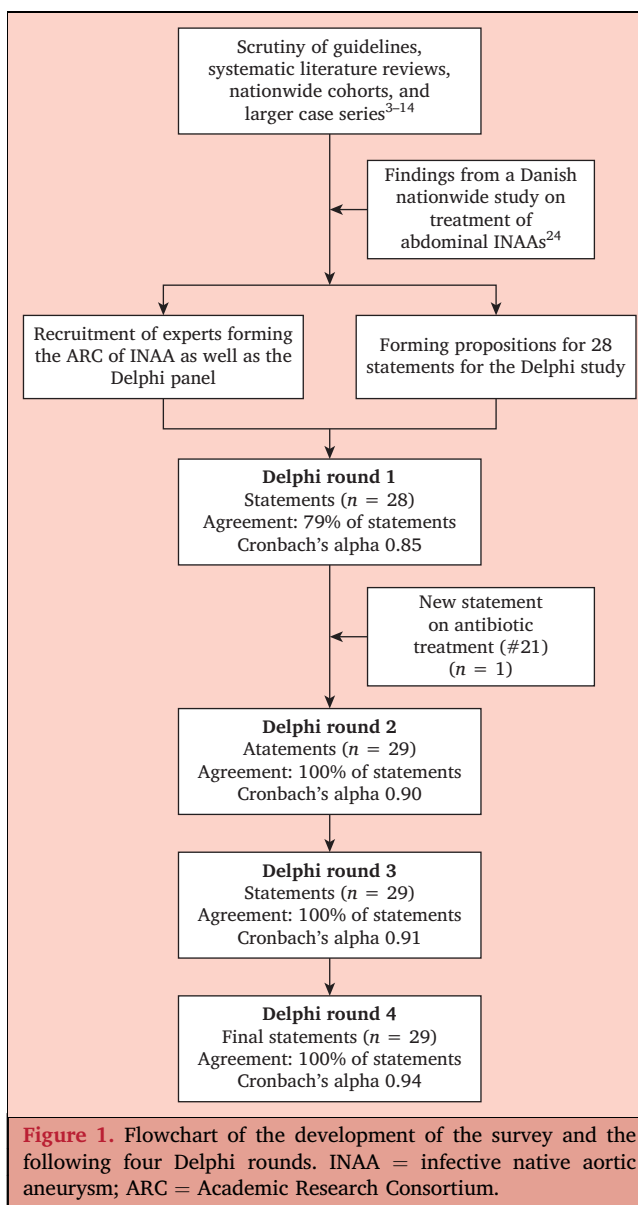 Scrutiny of guidelines,
systematic literature reviews,
nationwide cohorts, and
larger case series3–14
Findings from a Danish
nationwide study on
treatment of
abdominal INAAs24
Recruitment of experts forming
the ARC of INAA as well as the
Delphi panel
Forming propositions for 28
statements for the Delphi study
Delphi round 1
Statements (n = 28)
Agreement: 79% of statements
Cronbach's alpha 0.85
New statement
on antibiotic
treatment (#21)
(n = 1)
Delphi round 2
Atatements (n = 29)
Agreement: 100% of statements
Cronbach's alpha 0.90
Delphi round 3
Statements (n = 29)
Agreement: 100% of statements
Cronbach's alpha 0.91
Delphi round 4
Final statements (n = 29)
Agreement: 100% of statements
Cronbach's alpha 0.94
Figure 1. Flowchart of the development of the survey and the
following four Delphi rounds. INAA = infective native aortic
aneurysm; ARC = Academic Research Consortium.